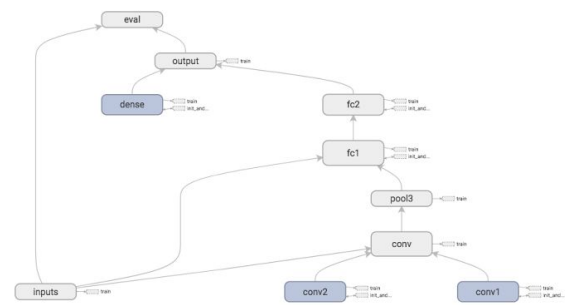 eval
output
train
dense
train
init_and...
fc2
train
init_and...
fc1
train
init_and...
pool3
train
conv
train
inputs
train
conv2
train
init_and...
conv1
train
init_and...